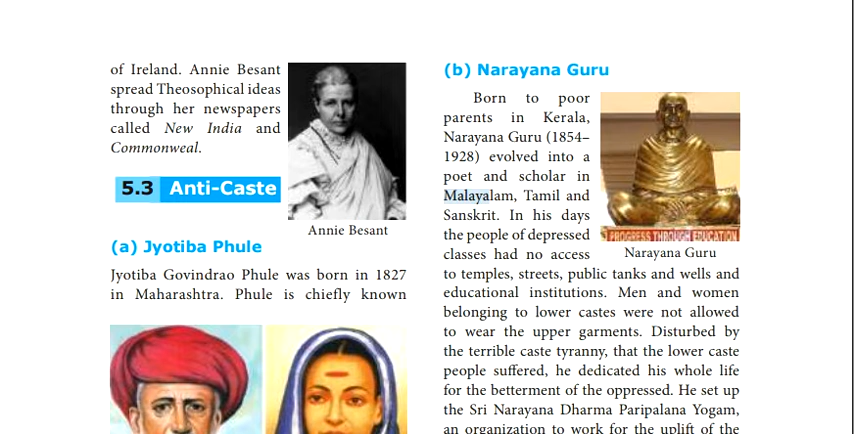 of Ireland. Annie Besant
spread Theosophical ideas
through her newspapers
called New India and
Commonweal.
Annie Besant
5.3 Anti-Caste
(a) Jyotiba Phule
Jyotiba Govindrao Phule was born in 1827
in Maharashtra. Phule is chiefly known
(b) Narayana Guru
Born to poor
parents in Kerala,
Narayana Guru (1854–
1928) evolved into a
poet and scholar in
Malayalam, Tamil and
Sanskrit. In his days
the people of depressed
classes had no access
PROGRESS THROUGH EDUCATION
Narayana Guru
to temples, streets, public tanks and wells and
educational institutions. Men and women
belonging to lower castes were not allowed
to wear the upper garments. Disturbed by
the terrible caste tyranny, that the lower caste
people suffered, he dedicated his whole life
for the betterment of the oppressed. He set up
the Sri Narayana Dharma Paripalana Yogam,
an organization to work for the uplift of the